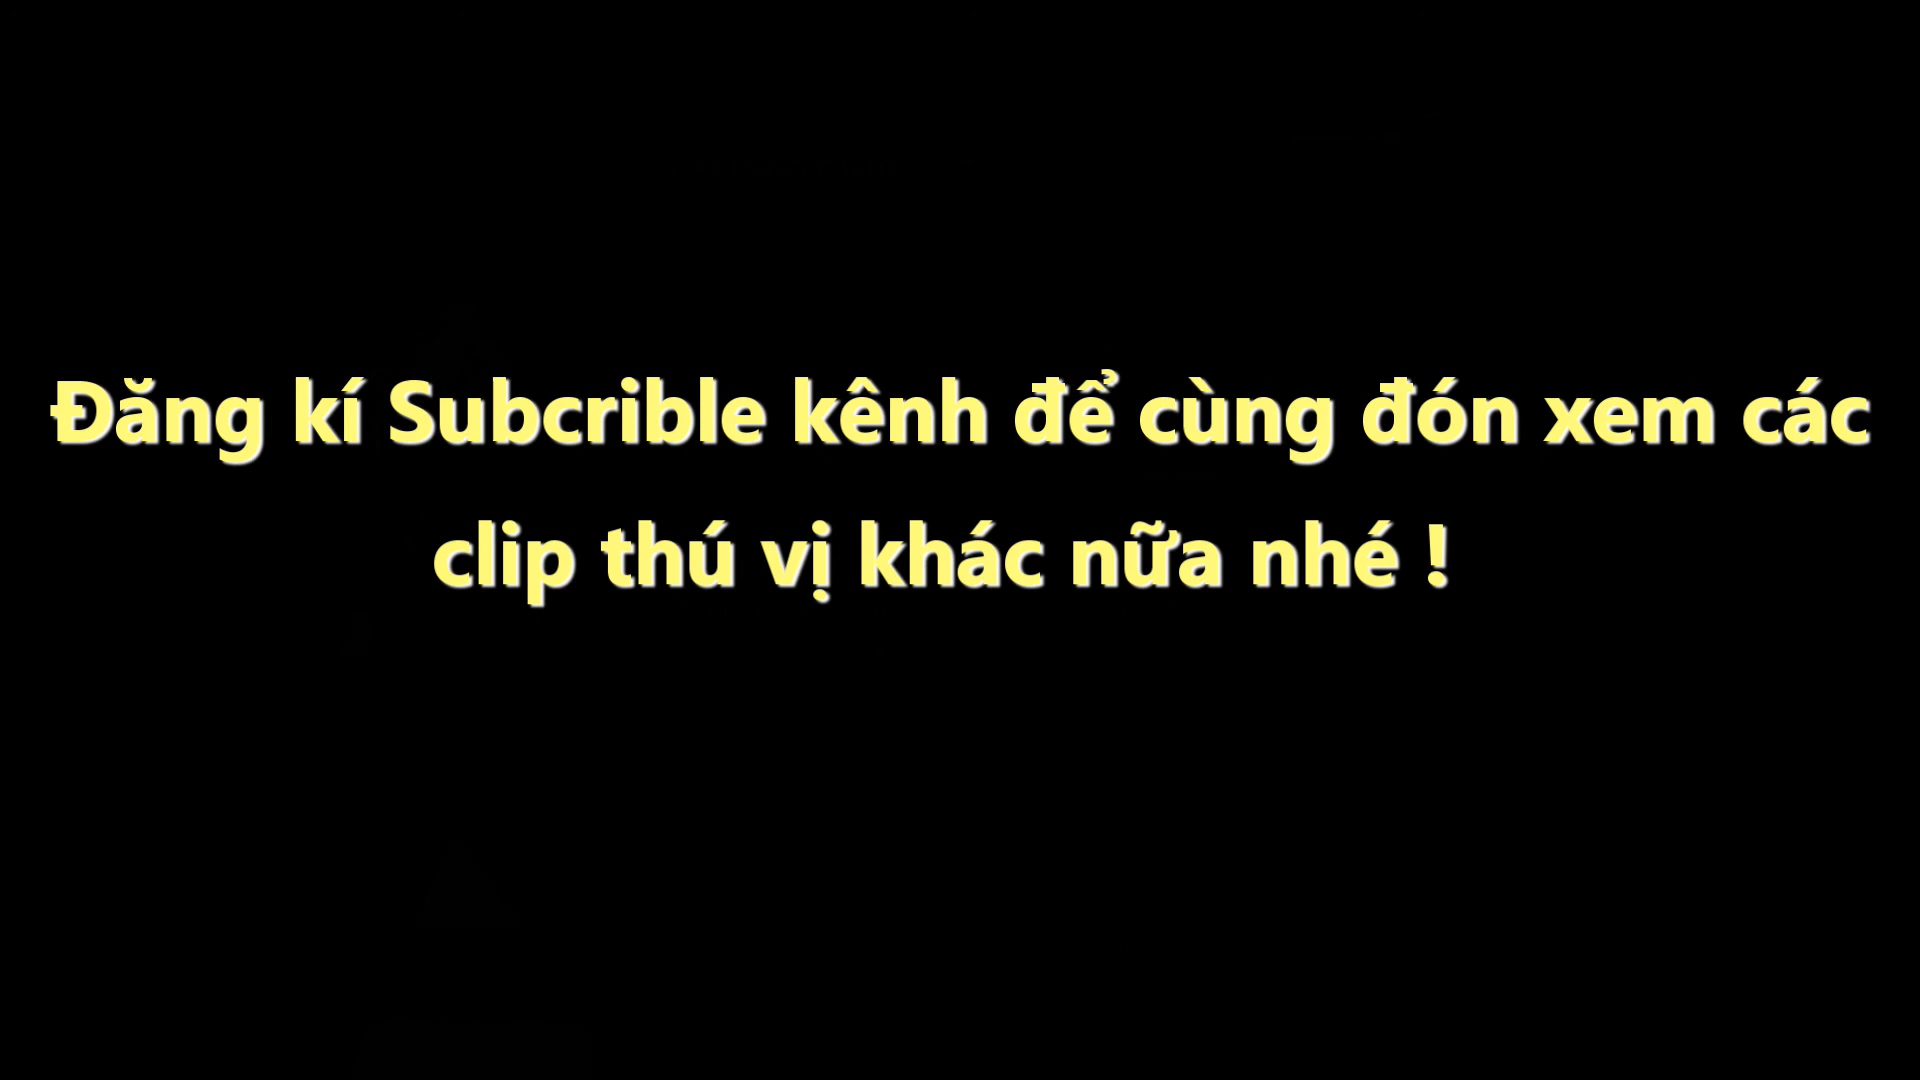 Đăng kí Subcrible kênh để cùng đón xem các
clip thú vị khác nữa nhé !